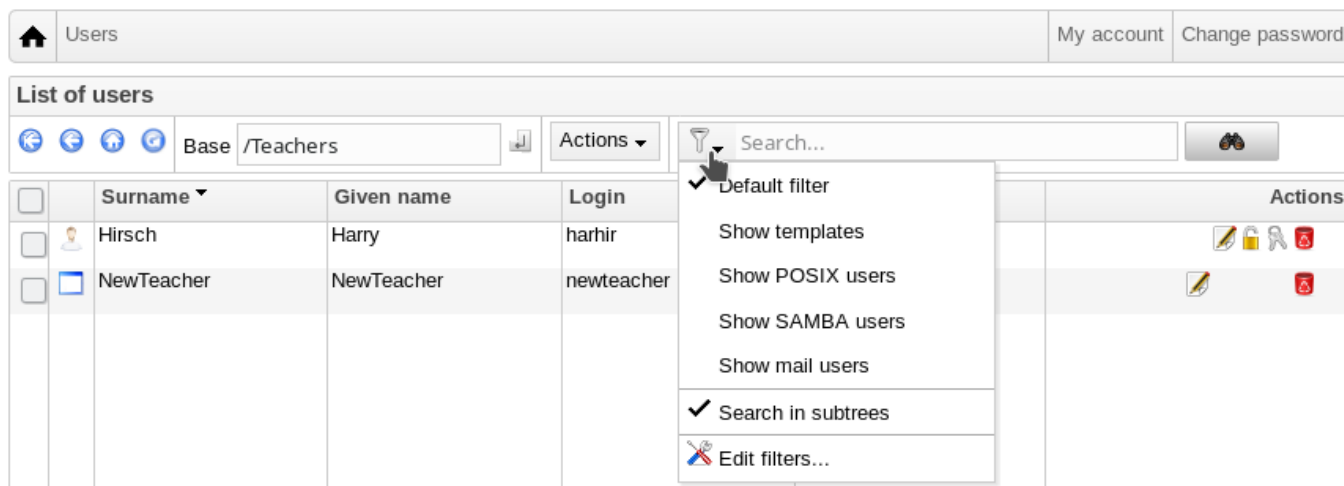 Users My account Change password
List of users
Base /Teachers Actions Search...
Surname Given name Login Actions
Default filter
Hirsch Harry harhir
Show templates
NewTeacher NewTeacher newteacher
Show POSIX users
Show SAMBA users
Show mail users
Search in subtrees
Edit filters...